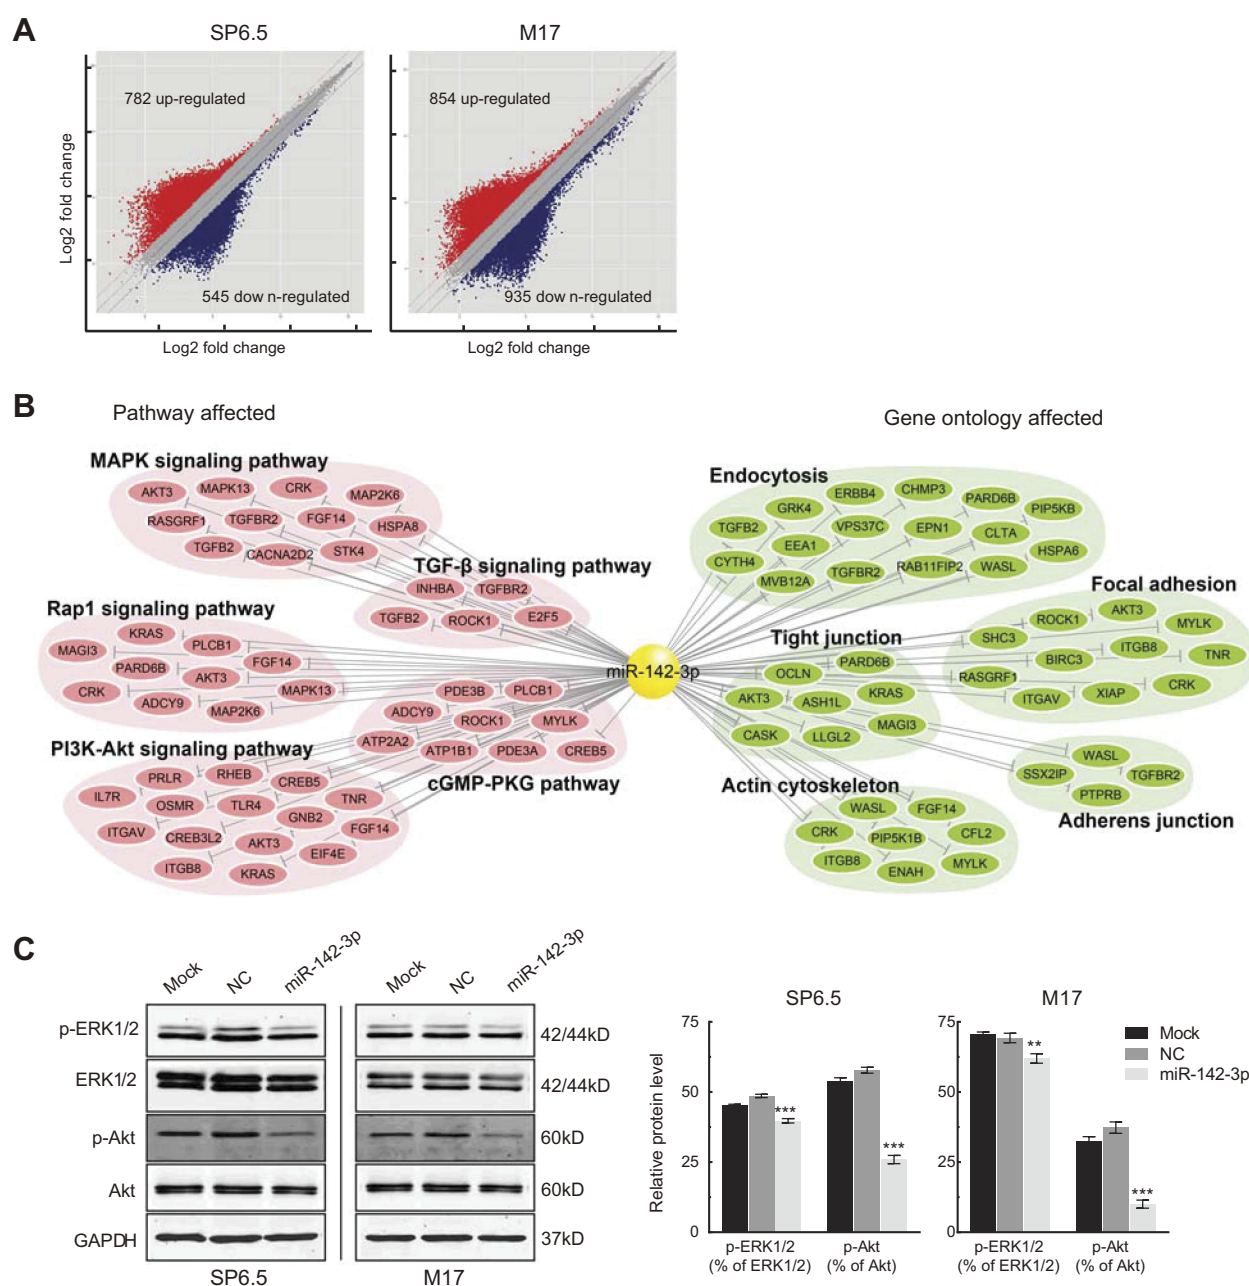 A
SP6.5
M17
782 up-regulated
854 up-regulated
545 dow n-regulated
935 dow n-regulated
Log2 fold change
Log2 fold change
Log2 fold change
Log2 fold change
B
Pathway affected
Gene ontology affected
MAPK signaling pathway
AKT3
MAPK13
CRK
MAP2K6
RASGRF1
TGFBR2
FGF14
HSPA8
TGFB2
CACNA2D2
STK4
TGF-β signaling pathway
INHBA
TGFBR2
TGFB2
ROCK1
E2F5
Rap1 signaling pathway
KRAS
PLCB1
MAGI3
PARD6B
AKT3
FGF14
CRK
ADCY9
MAP2K6
MAPK13
PDE3B
PLCB1
ADCY9
ROCK1
MYLK
ATP2A2
ATP1B1
PDE3A
CREB5
cGMP-PKG pathway
PI3K-Akt signaling pathway
PRLR
RHEB
CREB5
IL7R
OSMR
TLR4
TNR
GNB2
ITGAV
CREB3L2
AKT3
FGF14
EIF4E
ITGB8
KRAS
miR-142-3p
Endocytosis
ERBB4
CHMP3
GRK4
PARD6B
PIP5KB
TGFB2
VPS37C
EPN1
CLTA
EEA1
HSPA6
CYTH4
MVB12A
TGFBR2
RAB11FIP2
WASL
Focal adhesion
ROCK1
AKT3
MYLK
SHC3
BIRC3
ITGB8
TNR
RASGRF1
ITGAV
XIAP
CRK
Tight junction
OCLN
PARD6B
AKT3
ASH1L
KRAS
MAGI3
CASK
LLGL2
WASL
SSX2IP
TGFBR2
PTPRB
Adherens junction
Actin cytoskeleton
WASL
FGF14
CRK
PIP5K1B
CFL2
ITGB8
ENAH
MYLK
C
Mock
NC
miR-142-3p
Mock
NC
miR-142-3p
p-ERK1/2
42/44kD
ERK1/2
42/44kD
p-Akt
60kD
Akt
60kD
GAPDH
37kD
SP6.5
M17
SP6.5
M17
Relative protein level
75
50
25
0
***
***
p-ERK1/2
(% of ERK1/2)
p-Akt
(% of Akt)
75
50
25
0
**
***
p-ERK1/2
(% of ERK1/2)
p-Akt
(% of Akt)
Mock
NC
miR-142-3p